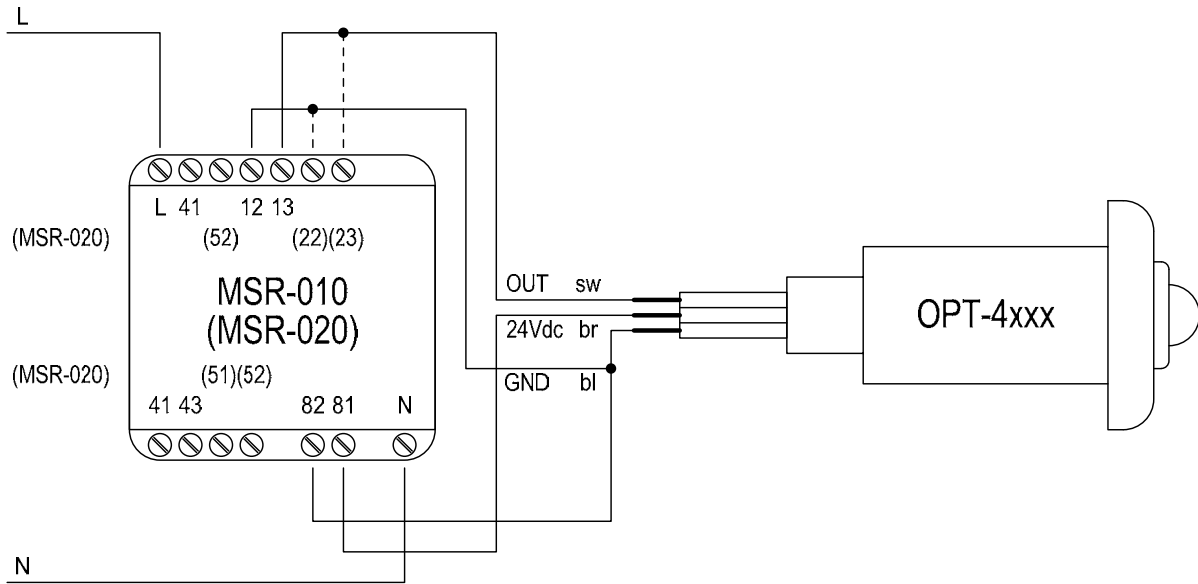 L
L 41 12 13
(MSR-020) (52) (22)(23)
MSR-010
(MSR-020)
(MSR-020) (51)(52)
41 43 82 81 N
OUT sw
24Vdc br
GND bl
OPT-4xxx
N